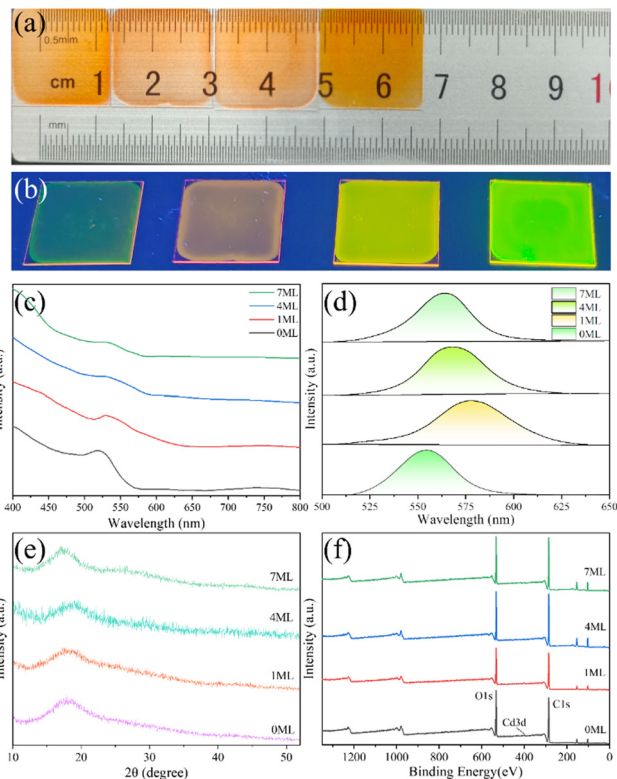 (a)
0.5mm
cm 1 2 3 4 5 6 7 8 9 10
mm
(b)
(c)
7ML
4ML
1ML
0ML
Intensity (a.u.)
400 450 500 550 600 650 700 750 800
Wavelength (nm)
(d)
7ML
4ML
1ML
0ML
Intensity (a.u.)
500 525 550 575 600 625 650
Wavelength (nm)
(e)
7ML
4ML
1ML
0ML
Intensity (a.u.)
10 20 30 40 50
2θ (degree)
(f)
7ML
4ML
1ML
O1s
C1s
Cd3d
0ML
Intensity (a.u.)
1200 1000 800 600 400 200 0
Binding Energy(eV)